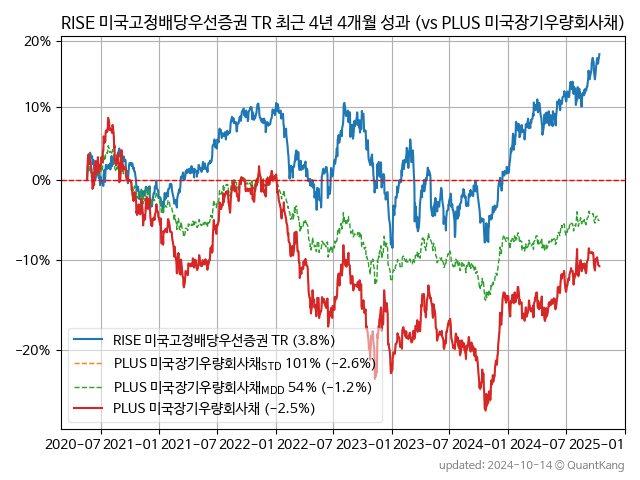 RISE 미국고정배당우선증권 TR 최근 4년 4개월 성과 (vs PLUS 미국장기우량회사채)
20%
10%
0%
−10%
−20%
RISE 미국고정배당우선증권 TR (3.8%)
PLUS 미국장기우량회사채STD 101% (−2.6%)
PLUS 미국장기우량회사채MDD 54% (−1.2%)
PLUS 미국장기우량회사채 (−2.5%)
2020-07 2021-01 2021-07 2022-01 2022-07 2023-01 2023-07 2024-01 2024-07 2025-01
updated: 2024-10-14 © QuantKang